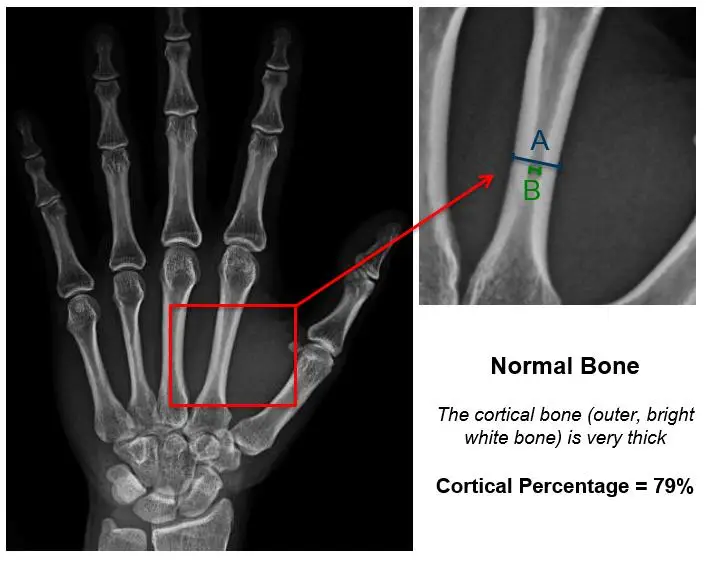 A
B
Normal Bone
The cortical bone (outer, bright
white bone) is very thick
Cortical Percentage = 79%